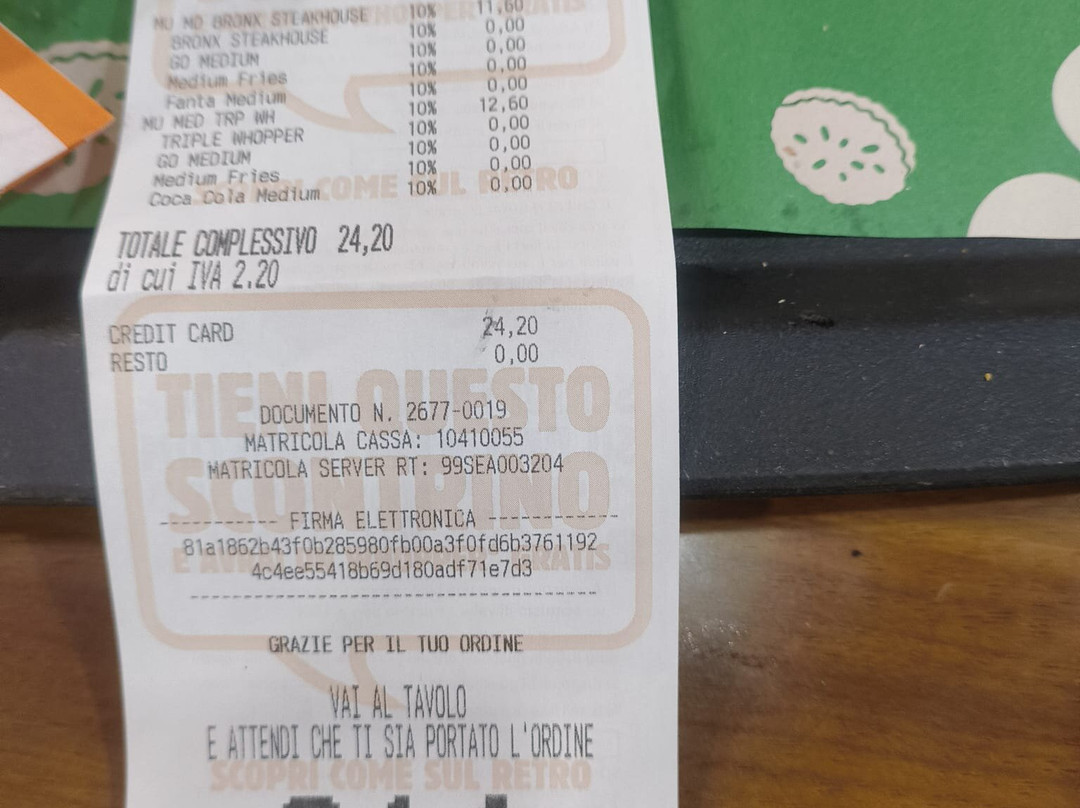 MU MD BRONX STEAKHOUSE 10% 11,60
BRONX STEAKHOUSE 10% 0,00
GO MEDIUM 10% 0,00
Medium Fries 10% 0,00
Fanta Medium 10% 0,00
MU MED TRP WH 10% 12,60
TRIPLE WHOPPER 10% 0,00
GO MEDIUM 10% 0,00
Medium Fries 10% 0,00
Coca Cola Medium 10% 0,00
SCOPRI COME SUL RETRO
TOTALE COMPLESSIVO 24,20
di cui IVA 2.20
CREDIT CARD 24,20
RESTO 0,00
TIENI QUESTO
SCONTRINO
DOCUMENTO N. 2677-0019
MATRICOLA CASSA: 10410055
MATRICOLA SERVER RT: 99SEA003204
----------- FIRMA ELETTRONICA ------------
81a1862b43f0b285980fb00a3f0fd6b3761192
4c4ee55418b69d180adf71e7d3
GRAZIE PER IL TUO ORDINE
VAI AL TAVOLO
E ATTENDI CHE TI SIA PORTATO L'ORDINE
SCOPRI COME SUL RETRO